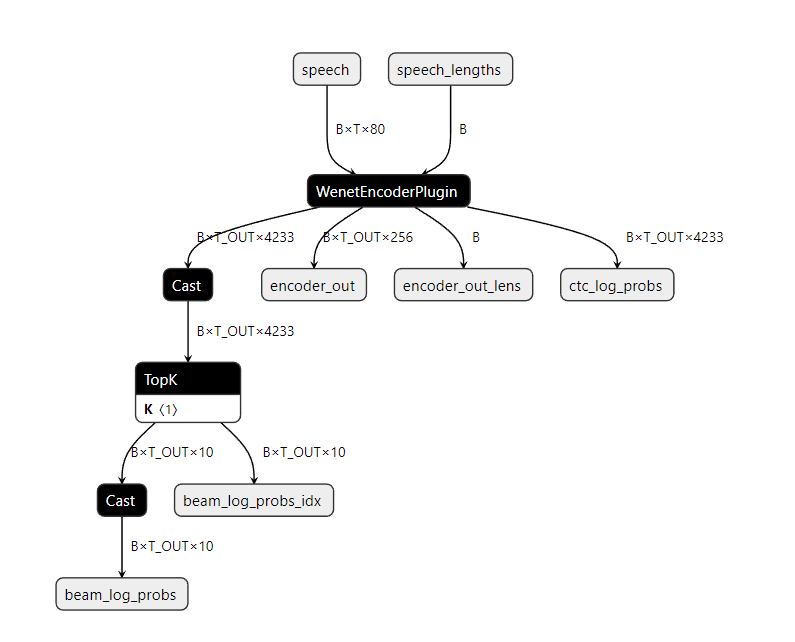 speech
speech_lengths
B×T×80
B
WenetEncoderPlugin
B×T_OUT×4233
B×T_OUT×256
B
B×T_OUT×4233
Cast
encoder_out
encoder_out_lens
ctc_log_probs
B×T_OUT×4233
TopK
K 〈1〉
B×T_OUT×10
B×T_OUT×10
Cast
beam_log_probs_idx
B×T_OUT×10
beam_log_probs